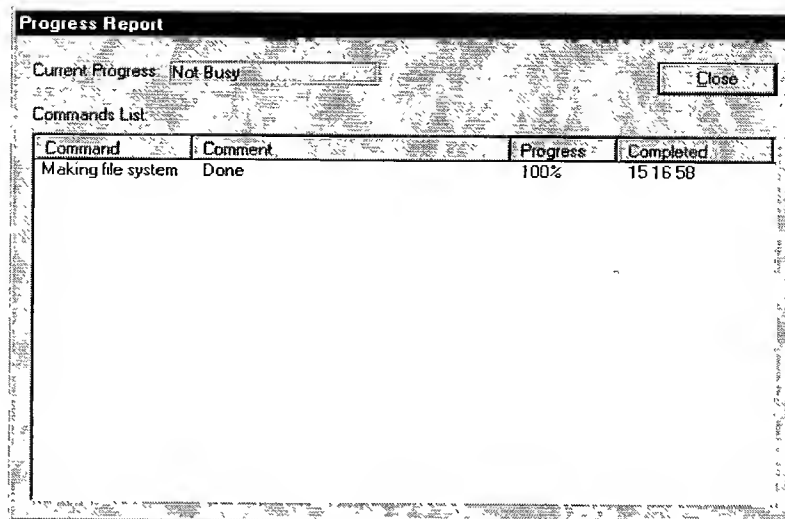 Progress Report
Current Progress: Not Busy
Close
Commands List:
Command Comment Progress Completed
Making file system Done 100% 15 16 58